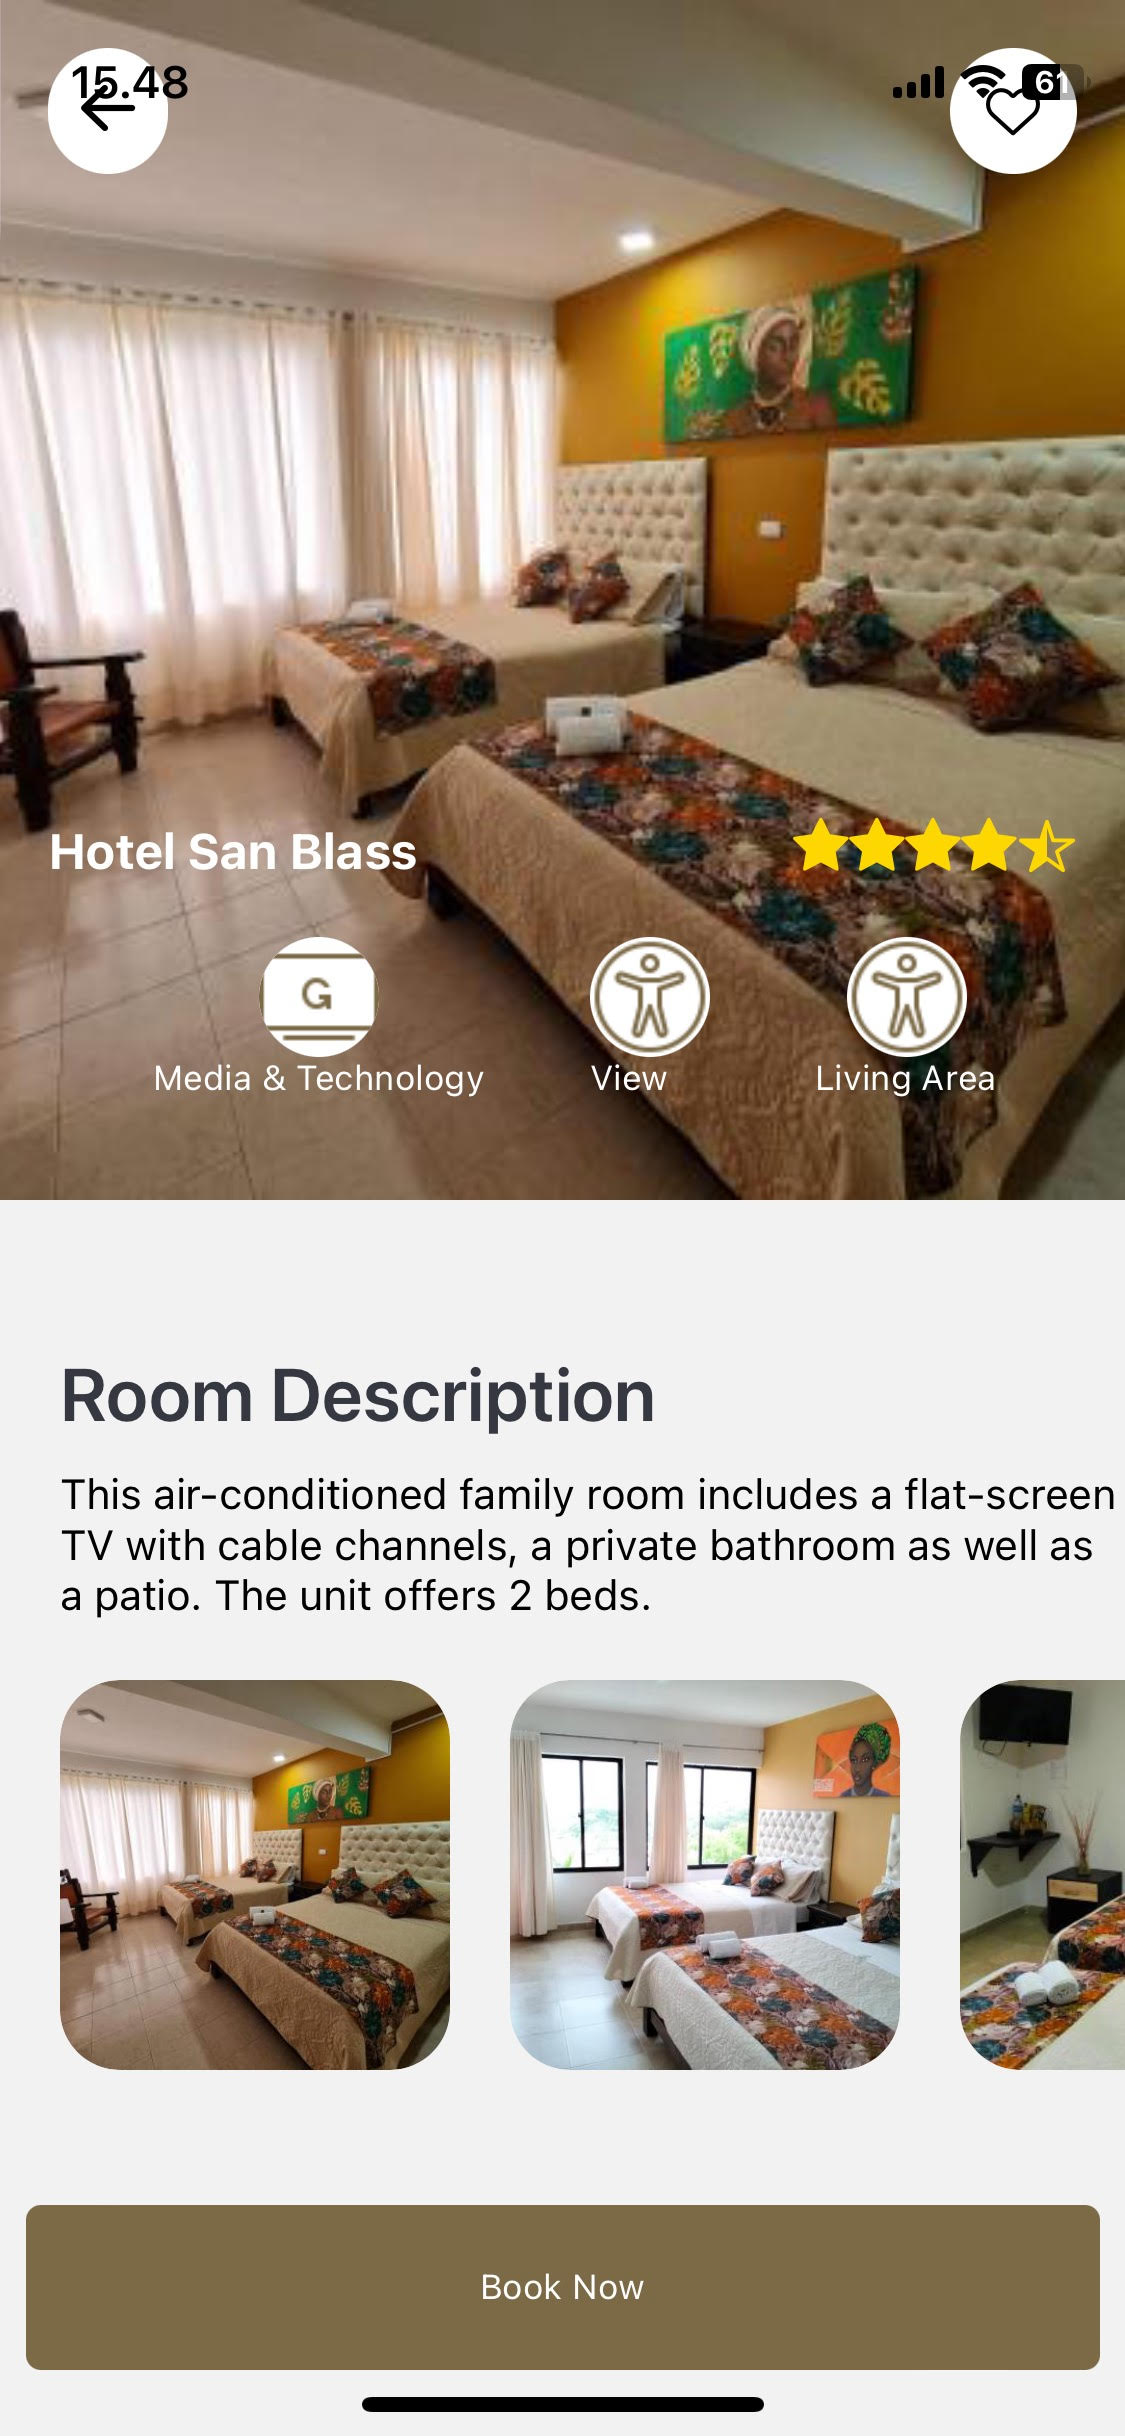 15.48
61
Hotel San Blass
G
Media & Technology
View
Living Area
Room Description
This air-conditioned family room includes a flat-screen
TV with cable channels, a private bathroom as well as
a patio. The unit offers 2 beds.
Book Now